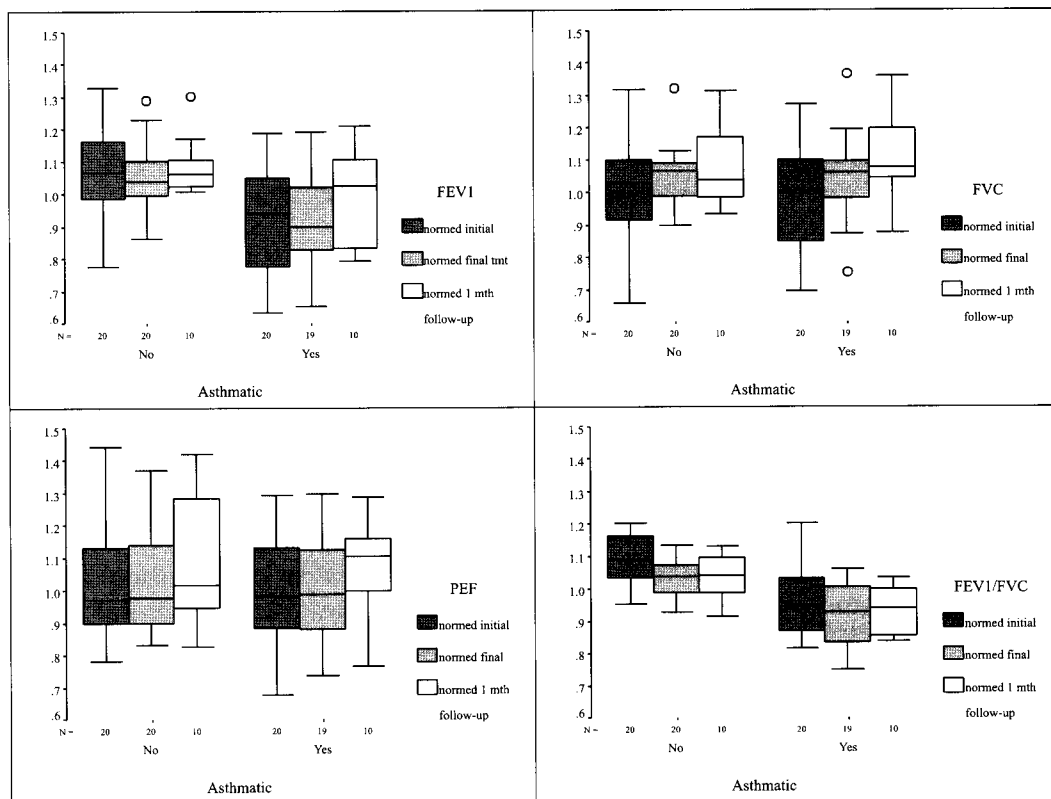 1.5
1.4
1.3
1.2
1.1
1.0
.9
.8
.7
.6
FEV1
normed initial
normed final tmt
normed 1 mth
follow-up
N = 20 20 10 20 19 10
No Yes
Asthmatic
1.5
1.4
1.3
1.2
1.1
1.0
.9
.8
.7
.6
FVC
normed initial
normed final
normed 1 mth
follow-up
N = 20 20 10 20 19 10
No Yes
Asthmatic
1.5
1.4
1.3
1.2
1.1
1.0
.9
.8
.7
.6
PEF
normed initial
normed final
normed 1 mth
follow-up
N = 20 20 10 20 19 10
No Yes
Asthmatic
1.5
1.4
1.3
1.2
1.1
1.0
.9
.8
.7
.6
FEV1/FVC
normed initial
normed final
normed 1 mth
follow-up
N = 20 20 10 20 19 10
No Yes
Asthmatic